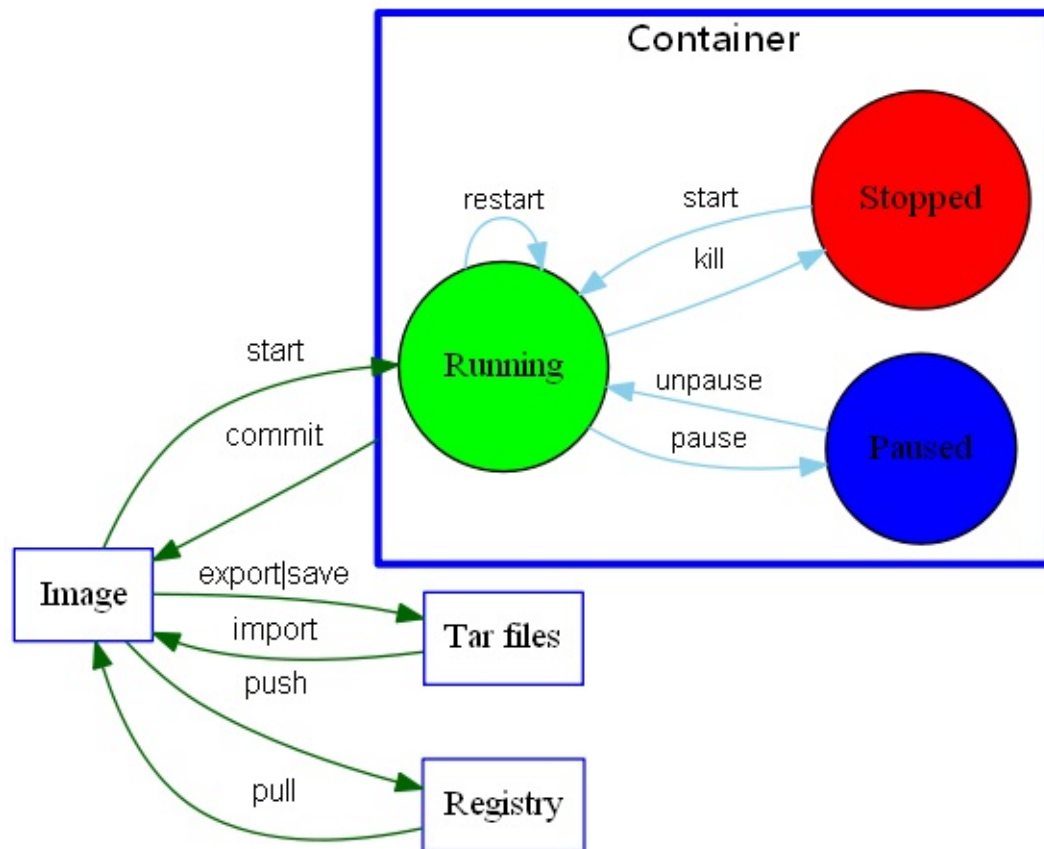 Container
Stopped
restart
start
kill
Running
start
unpause
commit
pause
Paused
export|save
Image
import
Tar files
push
pull
Registry